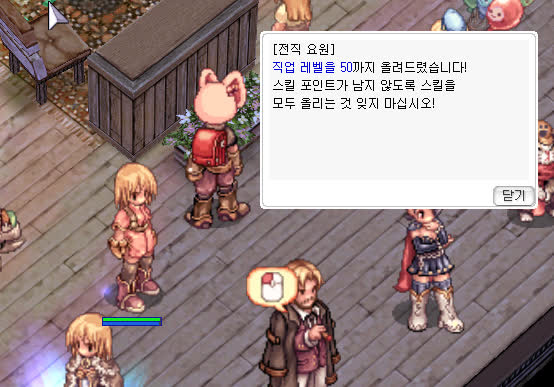 [전직 요원]
직업 레벨을 50까지 올려드렸습니다!
스킬 포인트가 남지 않도록 스킬을
모두 올리는 것 잊지 마십시오!
닫기